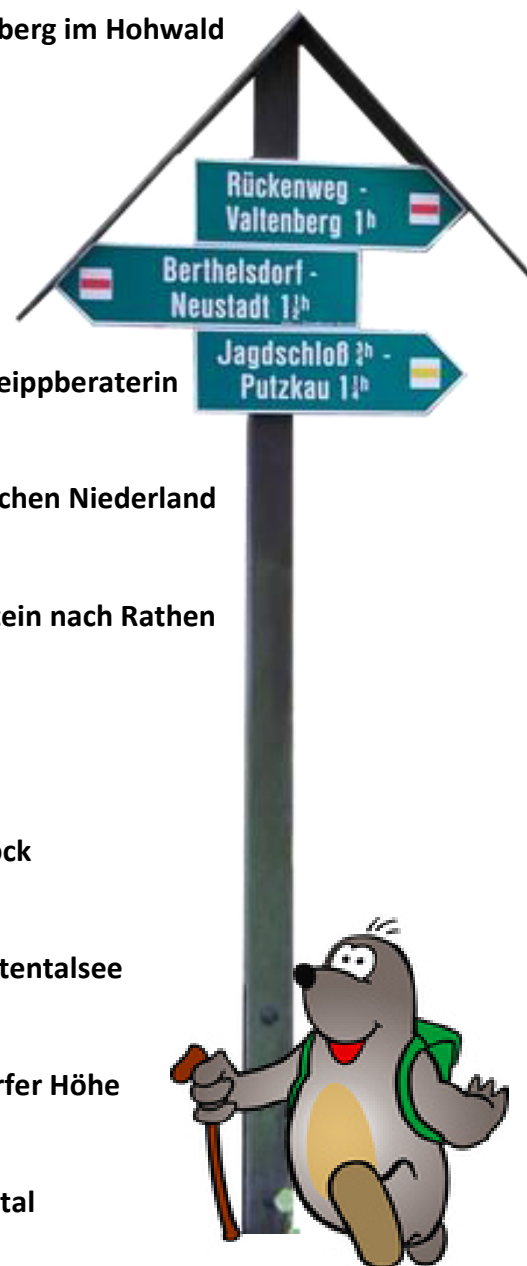 berg im Hohwald
Rückenweg -
Valtenberg 1h
Berthelsdorf -
Neustadt 1½h
Jagdschloß ¾h -
Putzkau 1¼h
eippberaterin
chen Niederland
ein nach Rathen
ock
tentalsee
rfer Höhe
tal